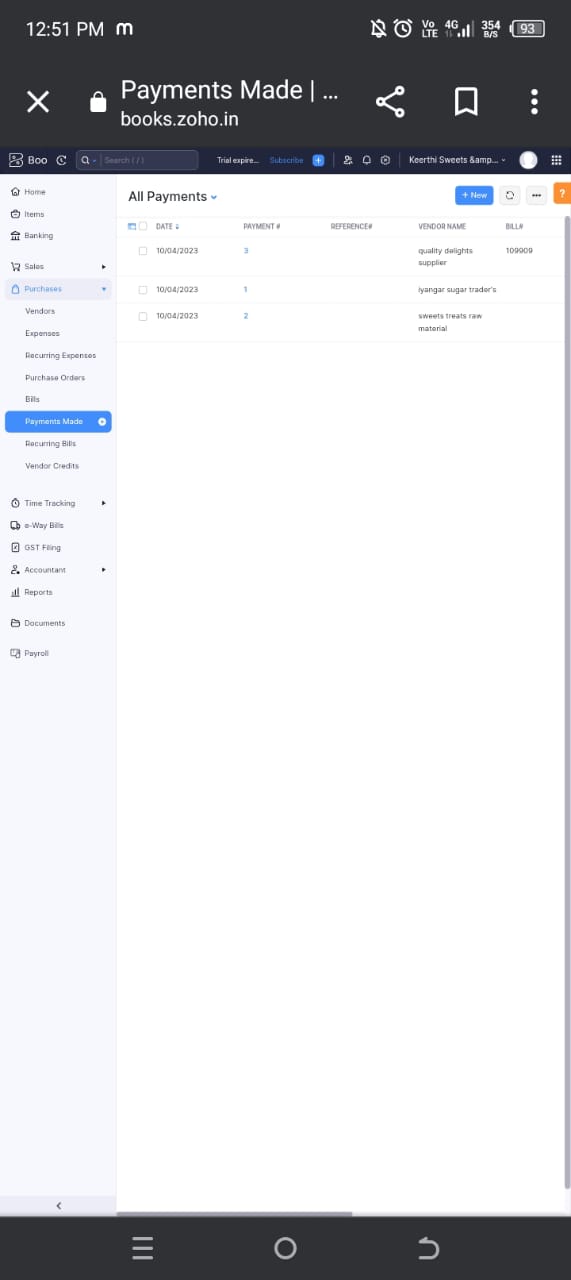 12:51 PM m
Vo LTE 4G 354 B/S 93
Payments Made | ...
books.zoho.in
Boo Search ( / ) Trial expire... Subscribe Keerthi Sweets &amp... 
Home
Items
Banking
Sales
Purchases
Vendors
Expenses
Recurring Expenses
Purchase Orders
Bills
Payments Made
Recurring Bills
Vendor Credits
Time Tracking
e-Way Bills
GST Filing
Accountant
Reports
Documents
Payroll
All Payments
+ New
?
DATE PAYMENT # REFERENCE# VENDOR NAME BILL#
10/04/2023 3 quality delights 109909
supplier
10/04/2023 1 iyangar sugar trader's
10/04/2023 2 sweets treats raw
material